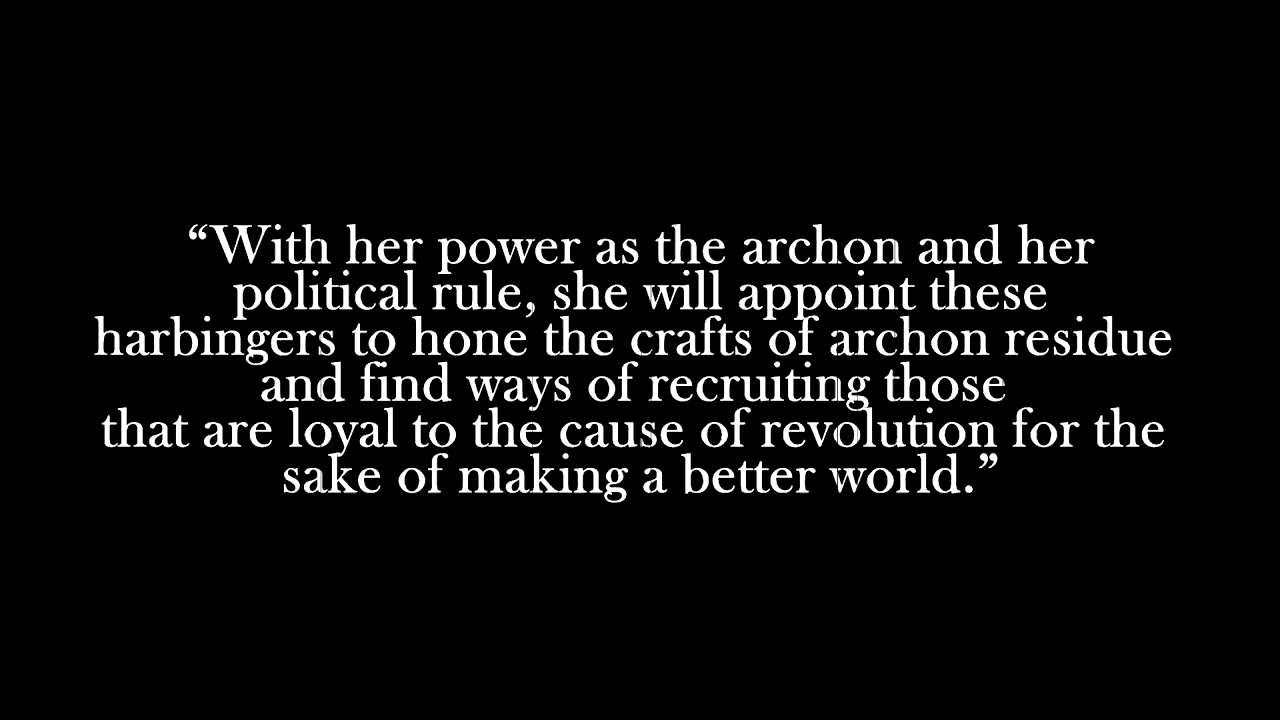 “With her power as the archon and her
political rule, she will appoint these
harbingers to hone the crafts of archon residue
and find ways of recruiting those
that are loyal to the cause of revolution for the
sake of making a better world.”